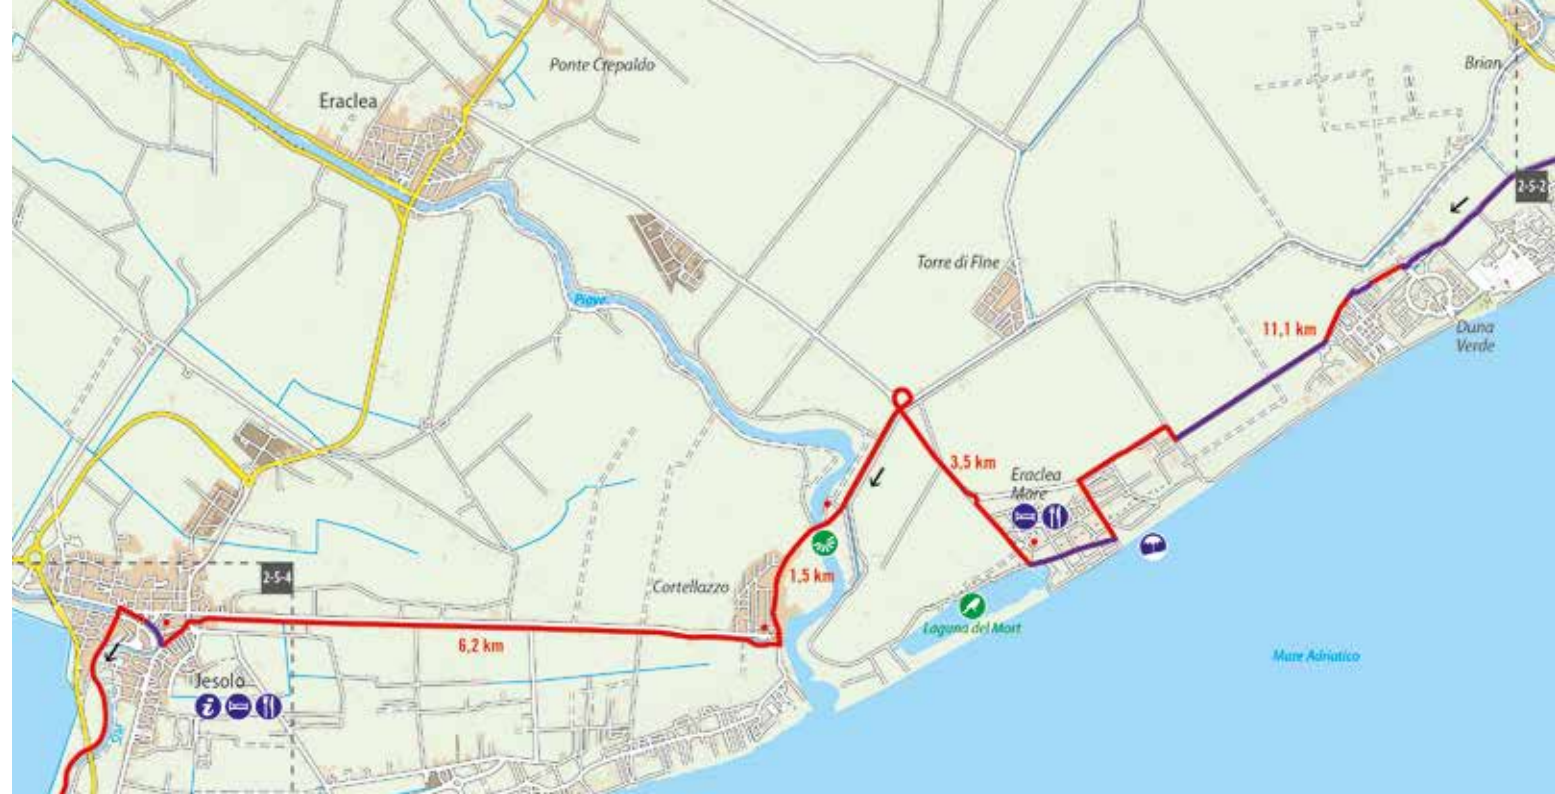 Ponte Crepaldo
Brian
Eraclea
2-5-2
Torre di FIne
Piave
11,1 km
Duna
Verde
3,5 km
Eraclea
Mare
1,5 km
Cortellazzo
2-5-4
Laguna del Mort
6,2 km
Mare Adriatico
Jesolo
i
Sile